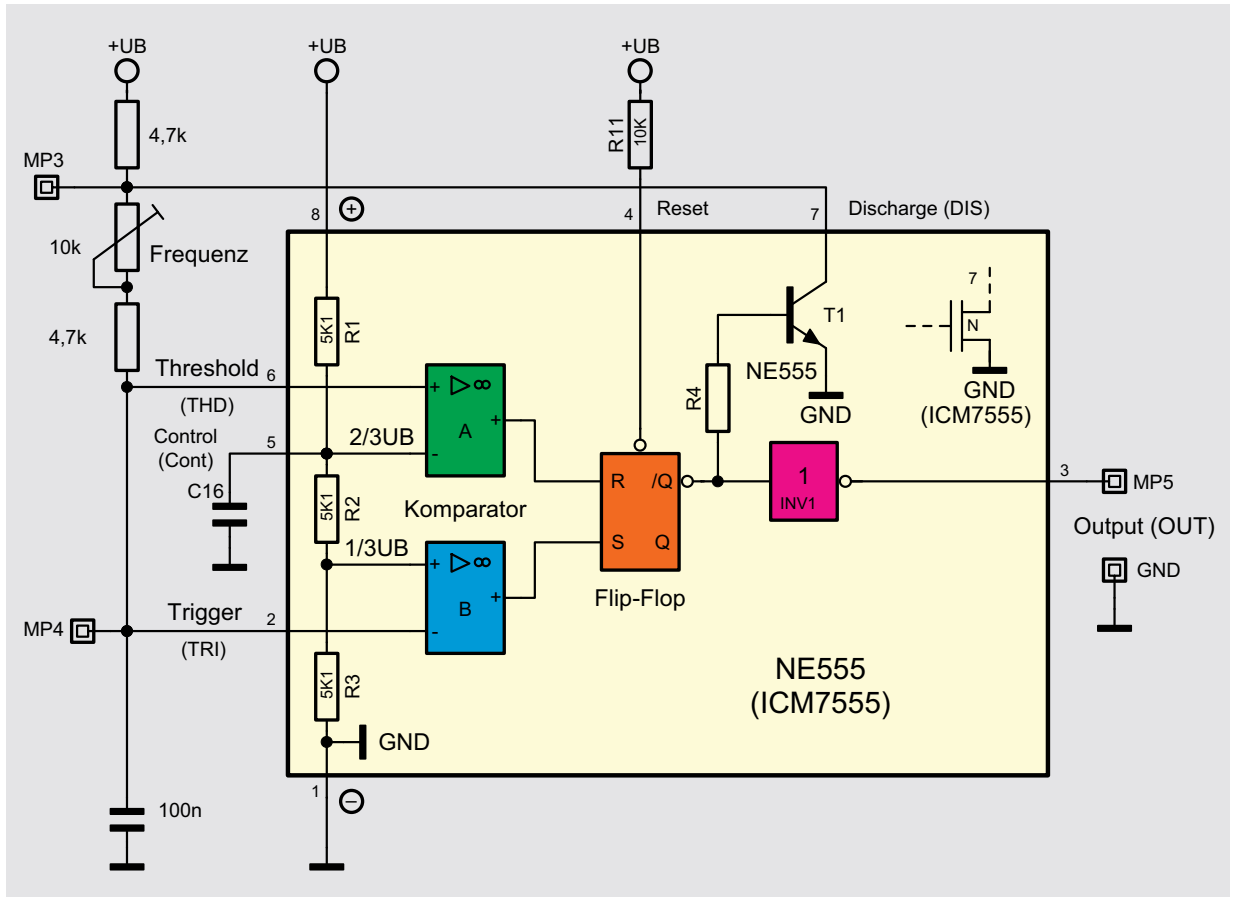 +UB
+UB
+UB
4,7k
R11
10K
MP3
8
+
4
Reset
7
Discharge (DIS)
10k
Frequenz
7
T1
N
5K1
R1
4,7k
NE555
Threshold
6
(THD)
+
∞
A
+
-
R4
GND
GND
(ICM7555)
Control
(Cont)
5
2/3UB
C16
R
/Q
S
Q
1
INV1
3
MP5
5K1
R2
Komparator
Output (OUT)
1/3UB
+
∞
B
+
-
Flip-Flop
GND
MP4
Trigger
2
(TRI)
5K1
R3
NE555
(ICM7555)
GND
1
–
100n